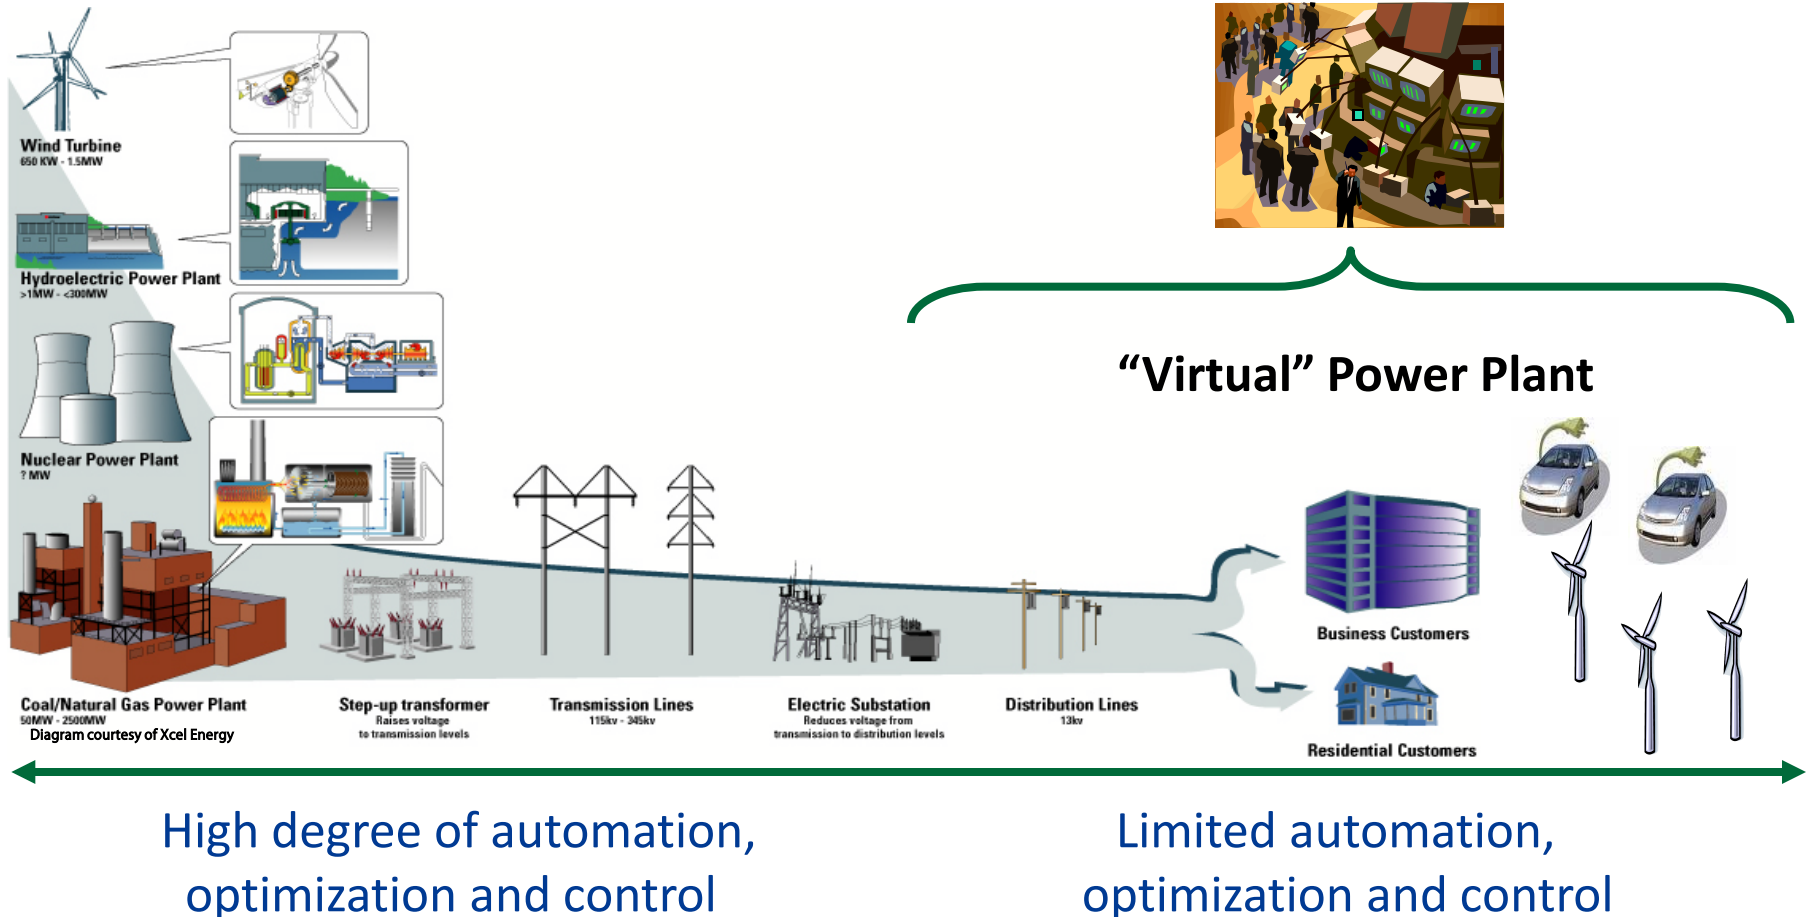 Wind Turbine
650 KW - 1.5MW
Hydroelectric Power Plant
>1MW - <300MW
Nuclear Power Plant
? MW
Coal/Natural Gas Power Plant
50MW - 2500MW
Diagram courtesy of Xcel Energy
Step-up transformer
Raises voltage
to transmission levels
Transmission Lines
115kv - 345kv
Electric Substation
Reduces voltage from
transmission to distribution levels
Distribution Lines
13kv
“Virtual” Power Plant
Business Customers
Residential Customers
High degree of automation,
optimization and control
Limited automation,
optimization and control